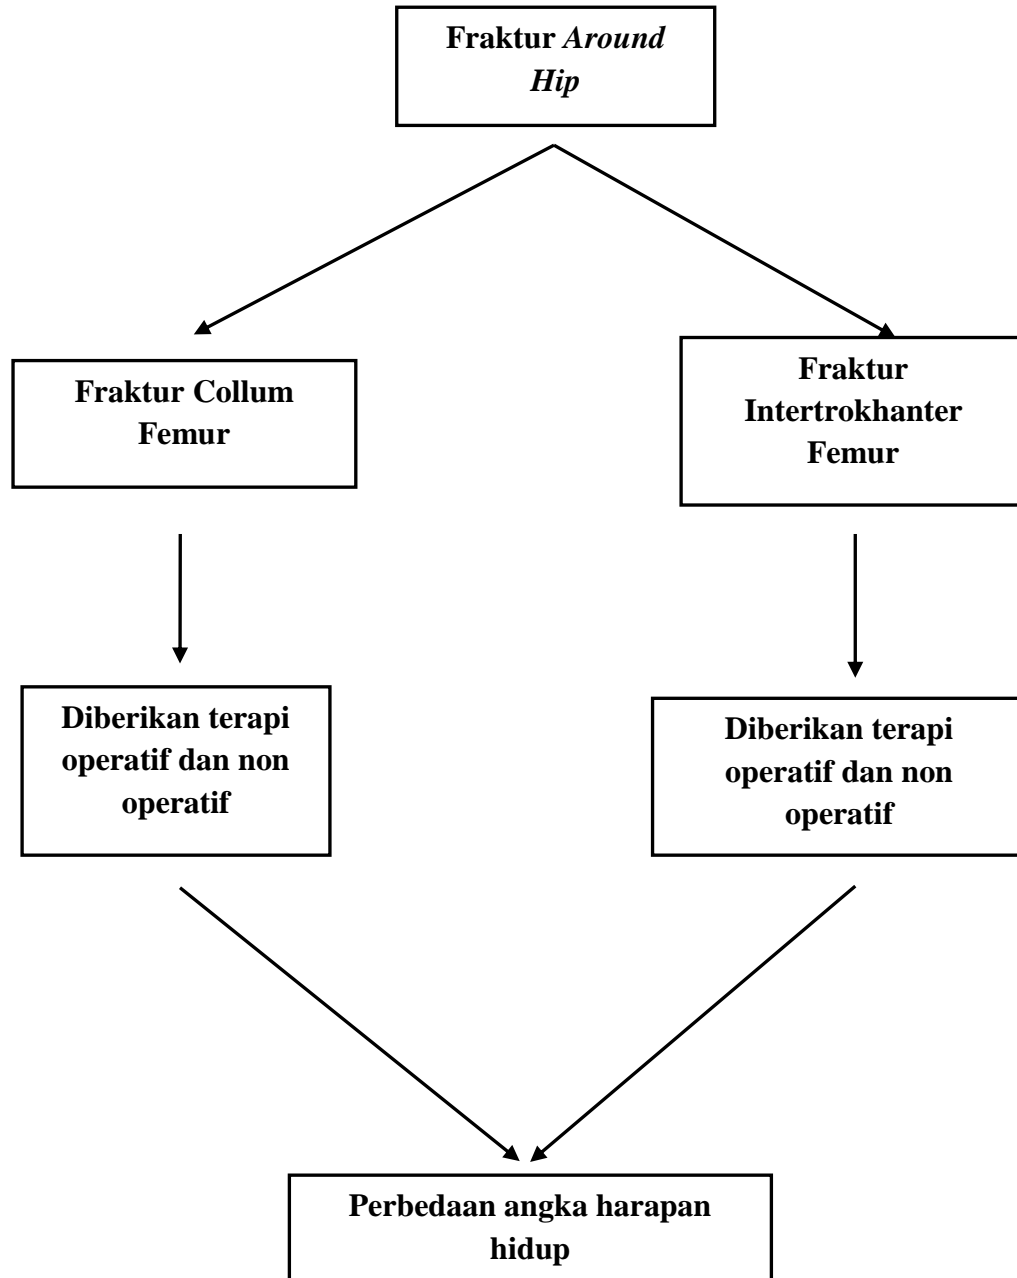 Fraktur Around
Hip
Fraktur Collum
Femur
Fraktur
Intertrokhanter
Femur
Diberikan terapi
operatif dan non
operatif
Diberikan terapi
operatif dan non
operatif
Perbedaan angka harapan
hidup